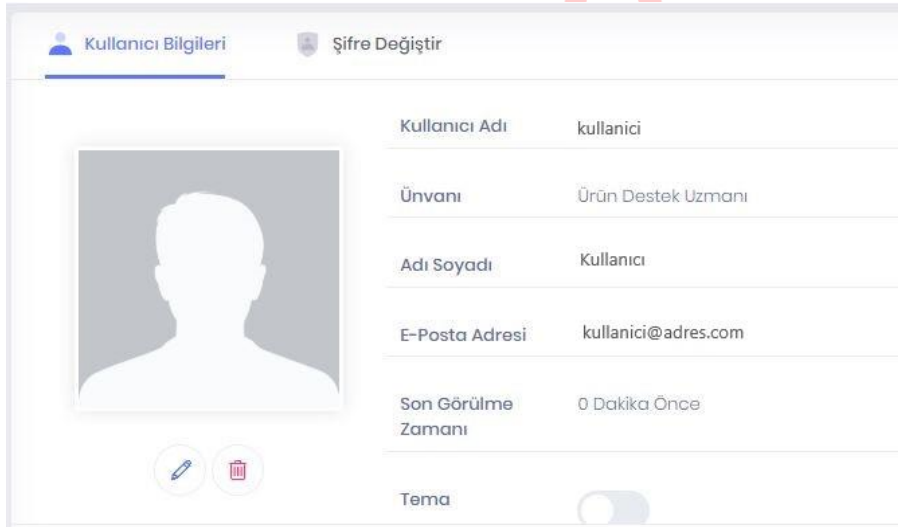 Kullanıcı Bilgileri Şifre Değiştir
Kullanıcı Adı kullanici
Ünvanı Ürün Destek Uzmanı
Adı Soyadı Kullanıcı
E-Posta Adresi kullanici@adres.com
Son Görülme 0 Dakika Önce
Zamanı
Tema